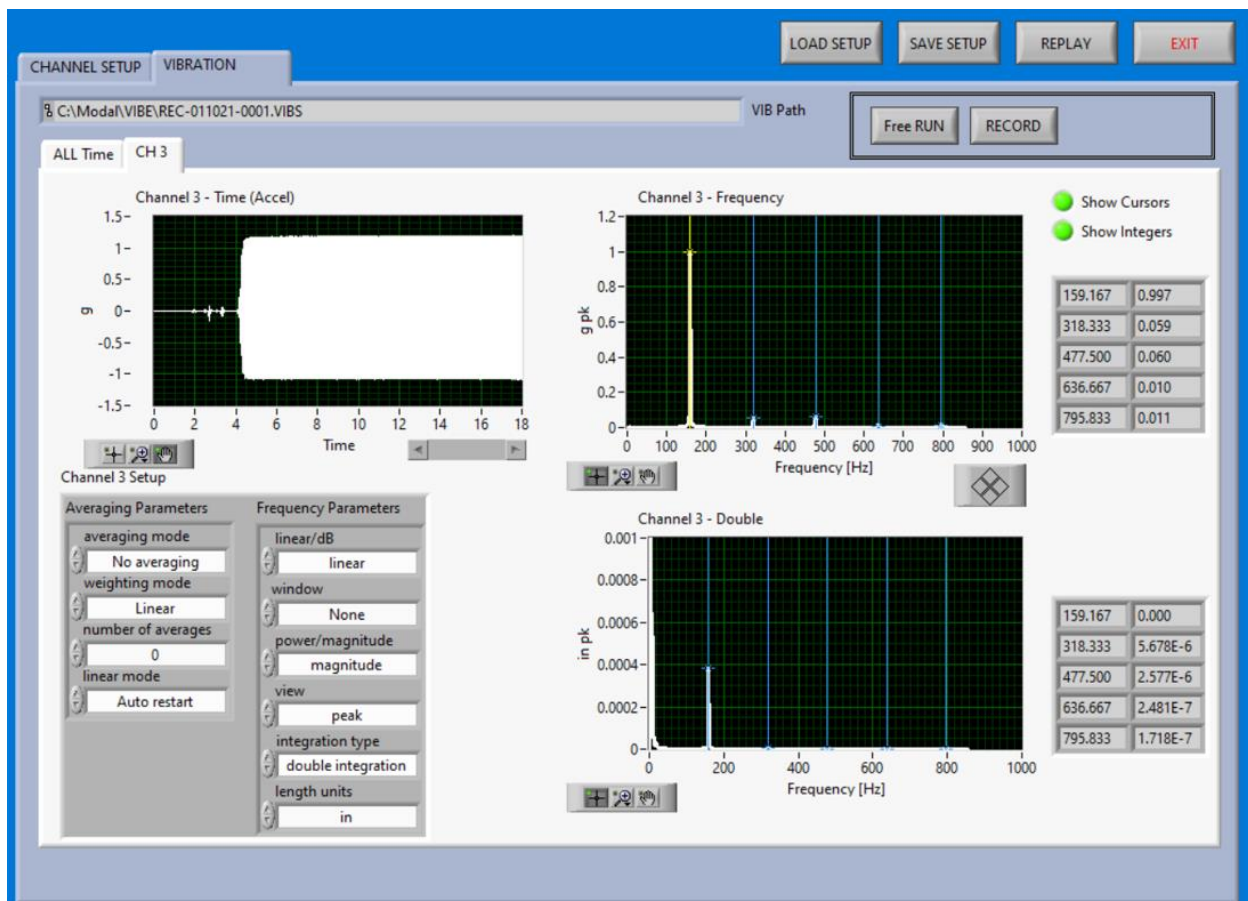 LOAD SETUP SAVE SETUP REPLAY EXIT
CHANNEL SETUP VIBRATION
C:\Modal\VIBE\REC-011021-0001.VIBS VIB Path
Free RUN RECORD
ALL Time CH 3
Channel 3 - Time (Accel)
1.5-
1-
0.5-
0-
-0.5-
-1-
-1.5-
g
0 2 4 6 8 10 12 14 16 18
Time
Channel 3 - Frequency
1.2-
1-
0.8-
0.6-
0.4-
0.2-
0-
g pk
0 100 200 300 400 500 600 700 800 900 1000
Frequency [Hz]
Show Cursors
Show Integers
159.167 0.997
318.333 0.059
477.500 0.060
636.667 0.010
795.833 0.011
Channel 3 Setup
Averaging Parameters
averaging mode
No averaging
weighting mode
Linear
number of averages
0
linear mode
Auto restart
Frequency Parameters
linear/dB
linear
window
None
power/magnitude
magnitude
view
peak
integration type
double integration
length units
in
Channel 3 - Double
0.001-
0.0008-
0.0006-
0.0004-
0.0002-
0-
in pk
0 200 400 600 800 1000
Frequency [Hz]
159.167 0.000
318.333 5.678E-6
477.500 2.577E-6
636.667 2.481E-7
795.833 1.718E-7